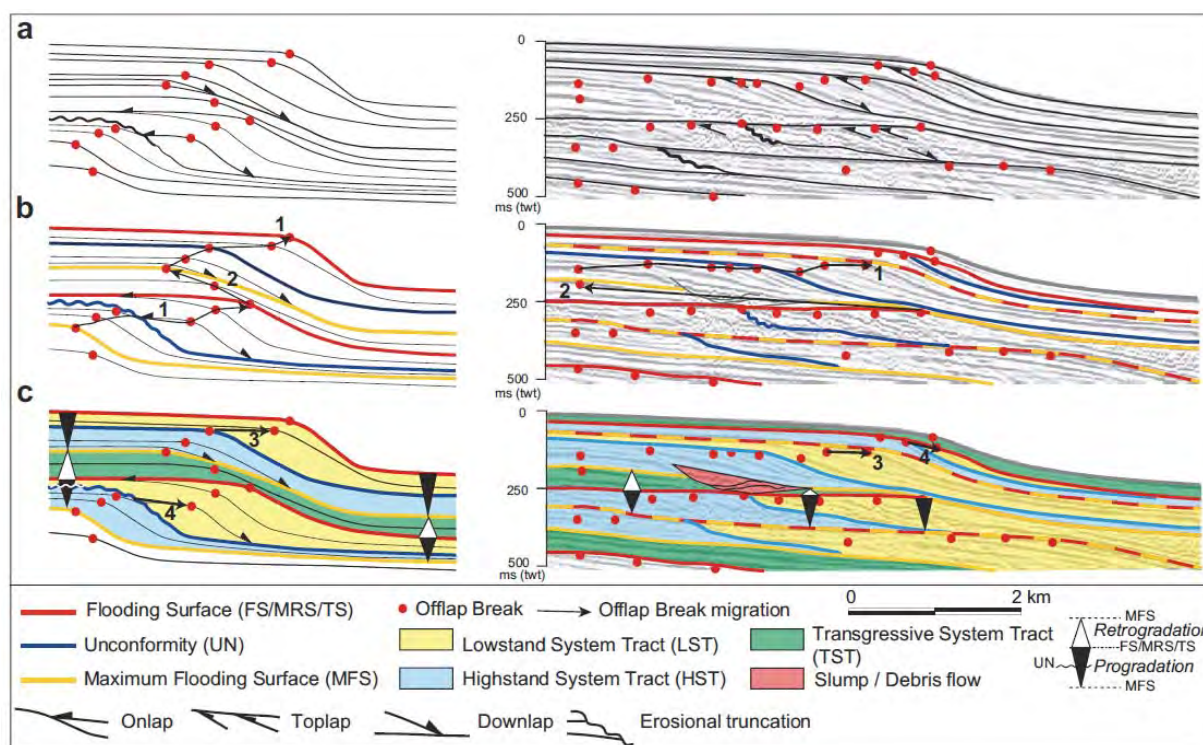 a
0
250
500
ms (twt)
b
1
2
1
0
1
2
250
500
ms (twt)
c
3
4
0
3
4
250
500
ms (twt)
Flooding Surface (FS/MRS/TS)
Offlap Break
Offlap Break migration
0
2 km
Unconformity (UN)
Lowstand System Tract (LST)
Transgressive System Tract
(TST)
Maximum Flooding Surface (MFS)
Highstand System Tract (HST)
Slump / Debris flow
MFS
Retrogradation
FS/MRS/TS
UN
Progradation
MFS
Onlap
Toplap
Downlap
Erosional truncation